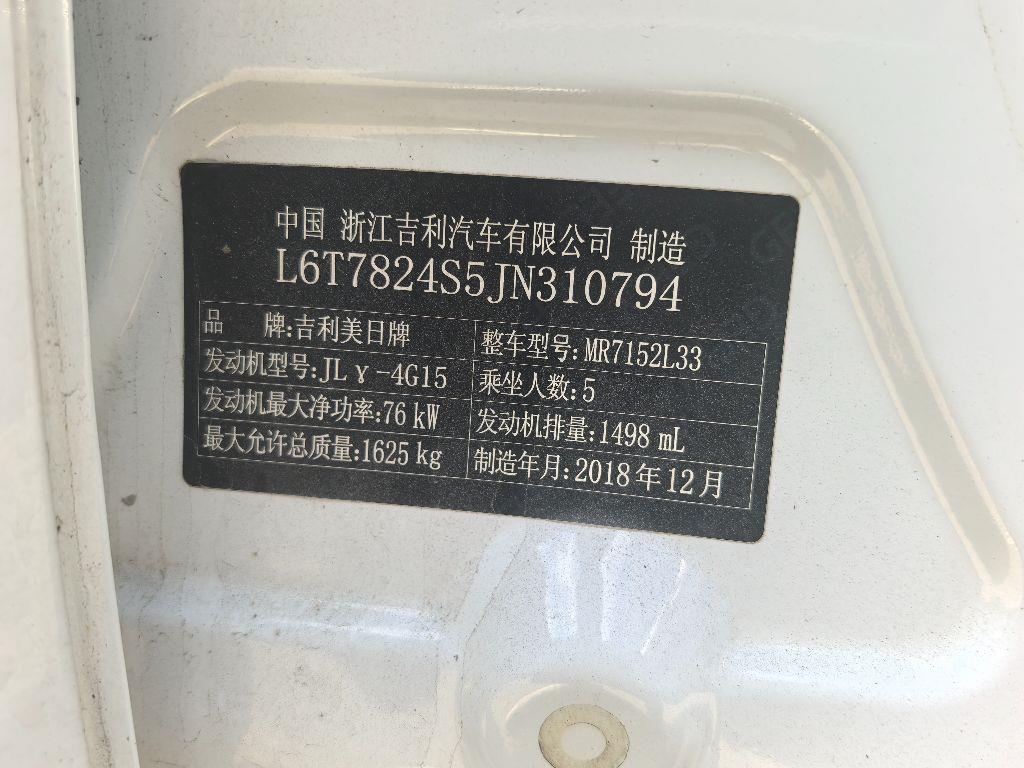 中国 浙江吉利汽车有限公司 制造
L6T7824S5JN310794
品 牌:吉利美日牌 整车型号:MR7152L33
发动机型号:JLγ-4G15 乘坐人数:5
发动机最大净功率:76 kW 发动机排量:1498 mL
最大允许总质量:1625 kg 制造年月:2018年12月